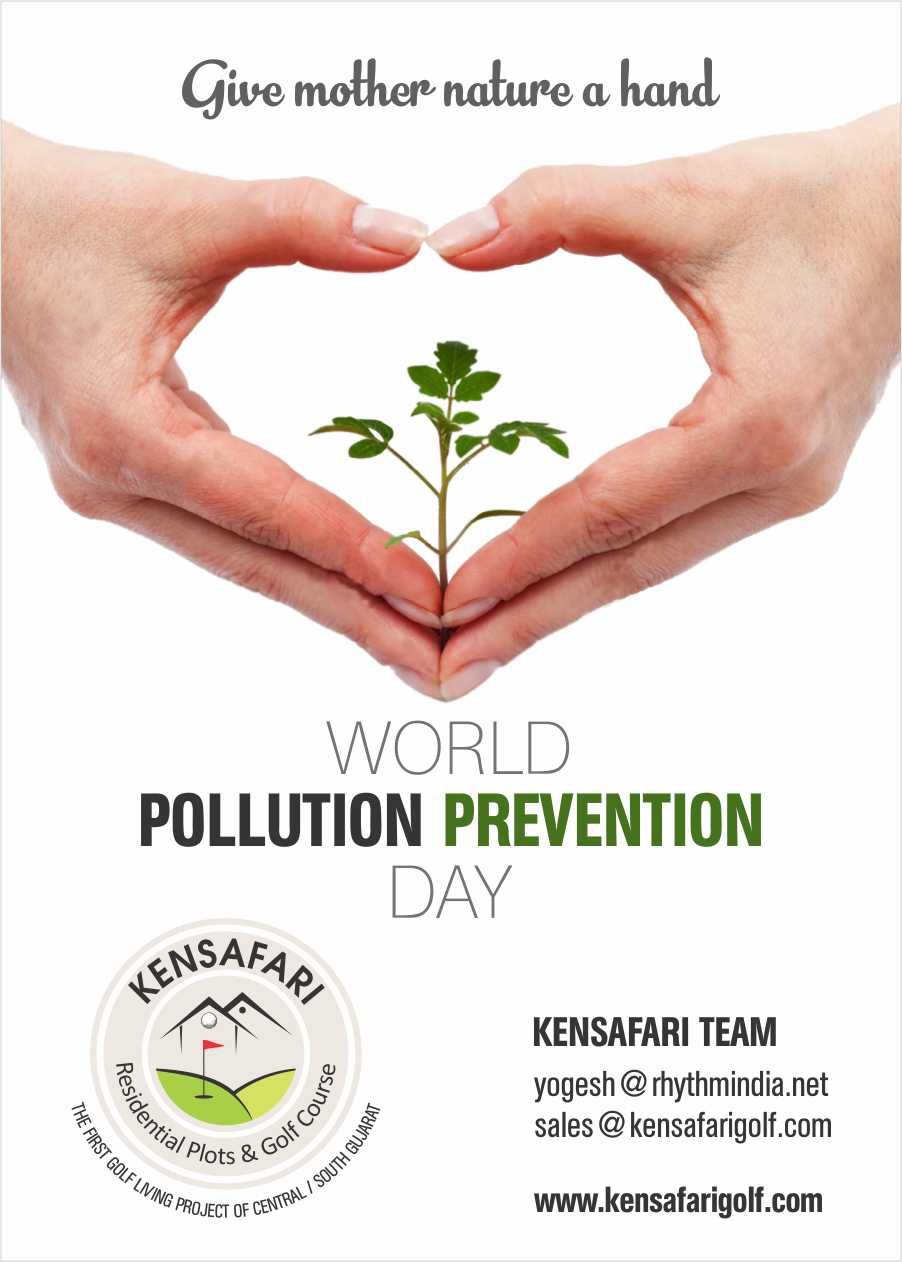 Give mother nature a hand
WORLD
POLLUTION PREVENTION
DAY
KENSAFARI
Residential Plots & Golf Course
THE FIRST GOLF LIVING PROJECT OF CENTRAL / SOUTH GUJARAT
KENSAFARI TEAM
yogesh@rhythmindia.net
sales@kensafarigolf.com
www.kensafarigolf.com